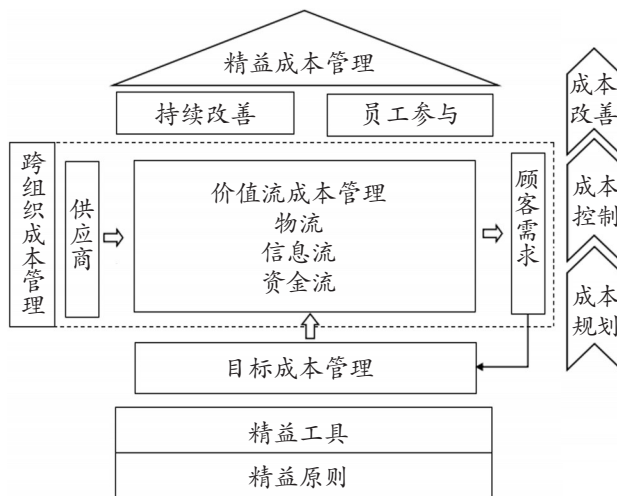 精益成本管理
持续改善
员工参与
跨组织成本管理
供应商
价值流成本管理
物流
信息流
资金流
顾客需求
目标成本管理
精益工具
精益原则
成本
改善
成本
控制
成本
规划